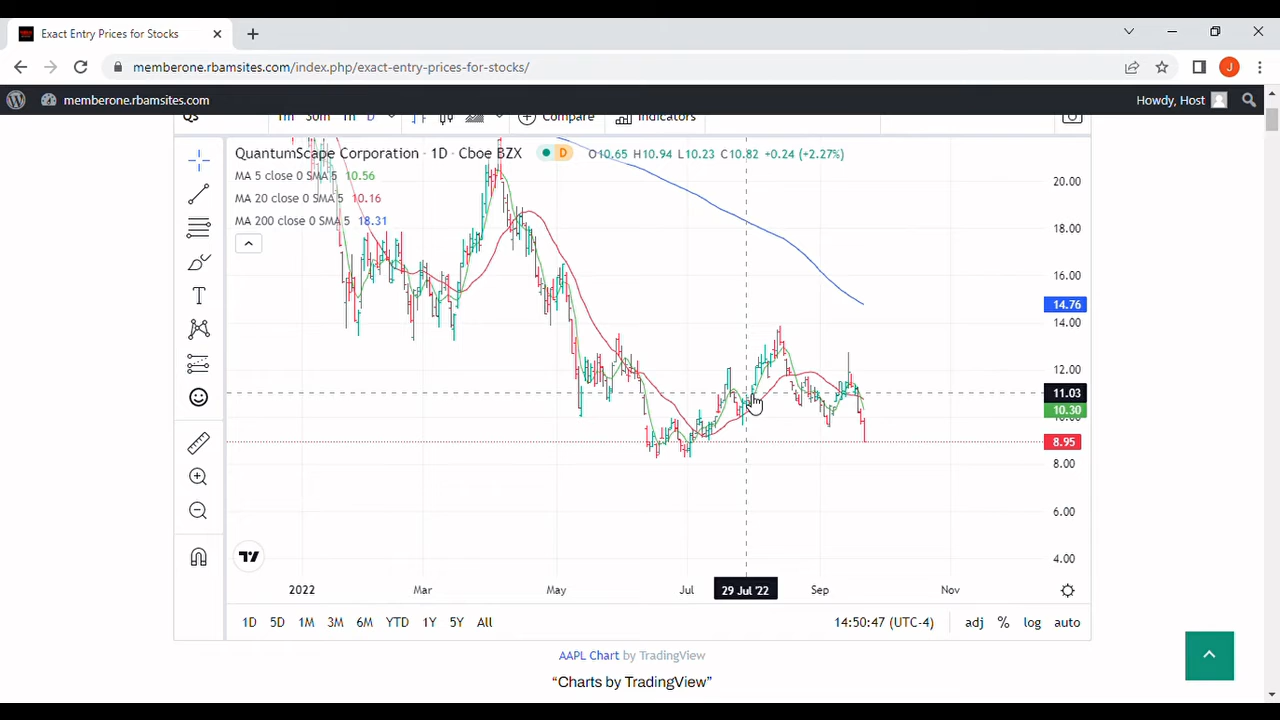 Exact Entry Prices for Stocks
memberone.rbamsites.com/index.php/exact-entry-prices-for-stocks/
J
memberone.rbamsites.com
Howdy, Host
QS 1m 30m 1h D Compare Indicators
QuantumScape Corporation · 1D · Cboe BZX D O10.65 H10.94 L10.23 C10.82 +0.24 (+2.27%)
MA 5 close 0 SMA 5 10.56
MA 20 close 0 SMA 5 10.16
MA 200 close 0 SMA 5 18.31
20.00
18.00
16.00
14.76
14.00
12.00
11.03
10.30
10.00
8.95
8.00
6.00
4.00
2022 Mar May Jul 29 Jul '22 Sep Nov
1D 5D 1M 3M 6M YTD 1Y 5Y All 14:50:47 (UTC-4) adj % log auto
AAPL Chart by TradingView
“Charts by TradingView”